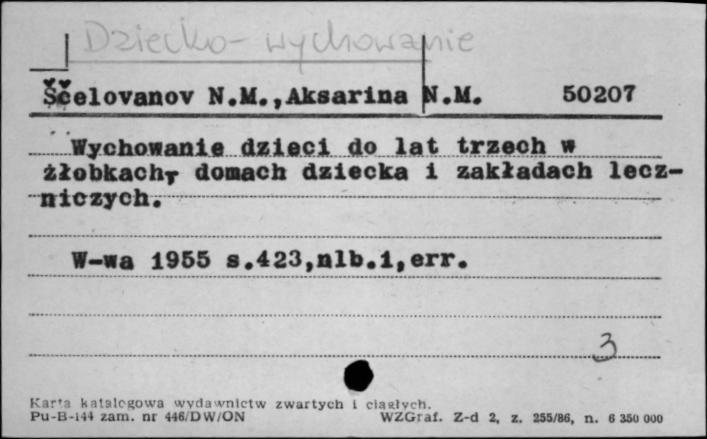 Dziecko - wychowanie
Ščelovanov N.M.,Aksarina N.M. 50207
Wychowanie dzieci do lat trzech w
żłobkach, domach dziecka i zakładach lecz-
niczych.
W-wa 1955 s.423,nlb.1,err.
3
Karta katalogowa wydawnictw zwartych i ciągłych.
Pu-B-144 zam. nr 446/DW/ON WZGraf. Z-d 2, z. 255/86, n. 6 350 000